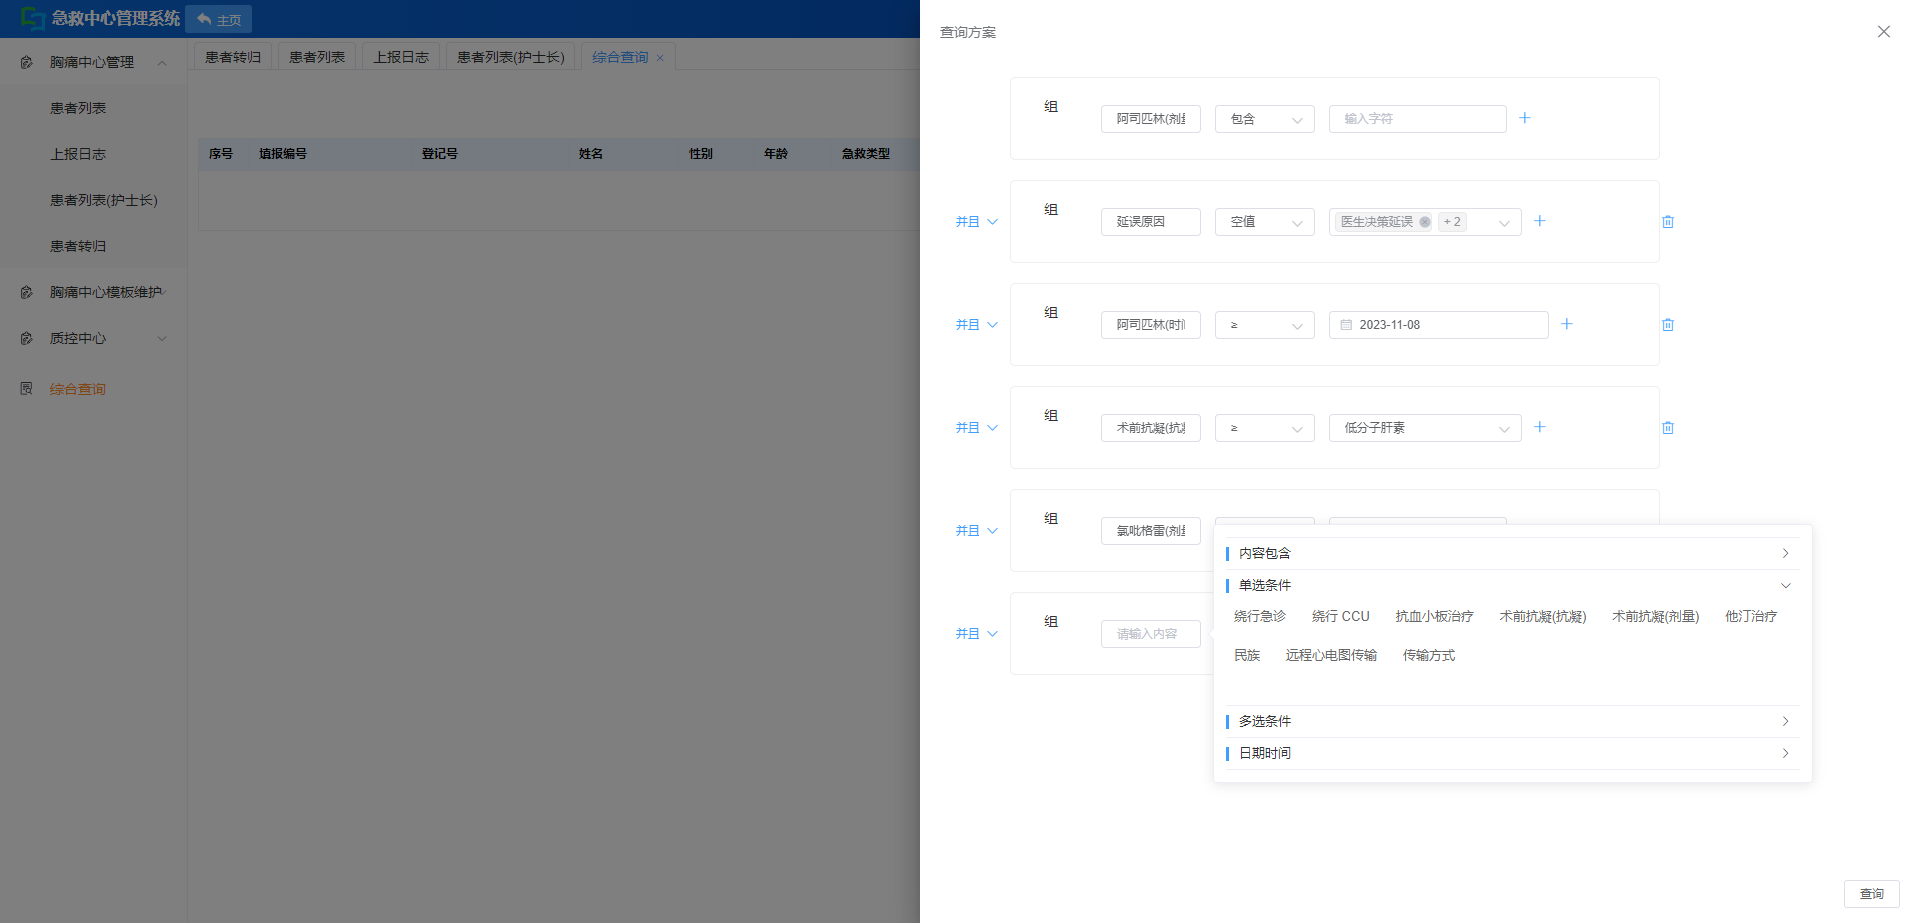 急救中心管理系统 主页
胸痛中心管理
患者列表
上报日志
患者列表(护士长)
患者转归
胸痛中心模板维护
质控中心
综合查询
患者转归 患者列表 上报日志 患者列表(护士长) 综合查询 ×
序号 填报编号 登记号 姓名 性别 年龄 急救类型
查询方案
组 阿司匹林(剂量 包含 输入字符
并且 组 延误原因 空值 医生决策延误 + 2
并且 组 阿司匹林(时间 ≥ 2023-11-08
并且 组 术前抗凝(抗凝 ≥ 低分子肝素
并且 组 氯吡格雷(剂量
并且 组 请输入内容
内容包含
单选条件
绕行急诊 绕行 CCU 抗血小板治疗 术前抗凝(抗凝) 术前抗凝(剂量) 他汀治疗
民族 远程心电图传输 传输方式
多选条件
日期时间
查询